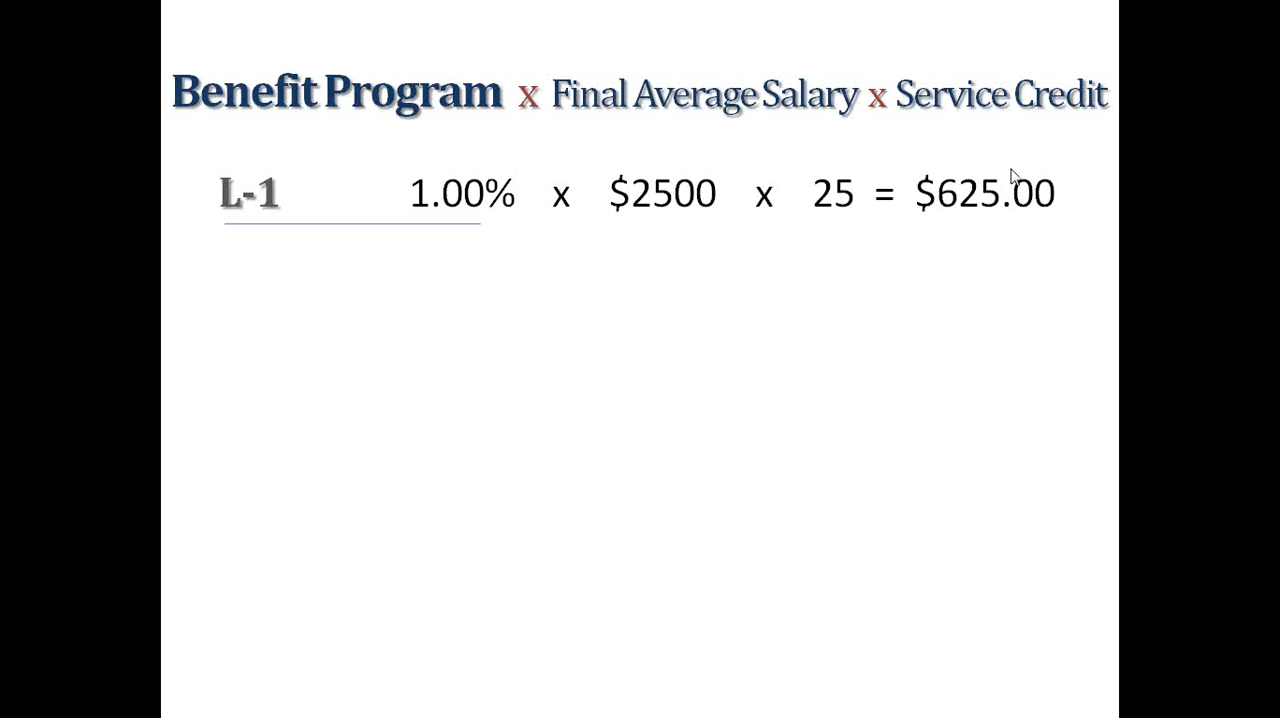 Benefit Program x Final Average Salary x Service Credit
L-1 1.00% x $2500 x 25 = $625.00